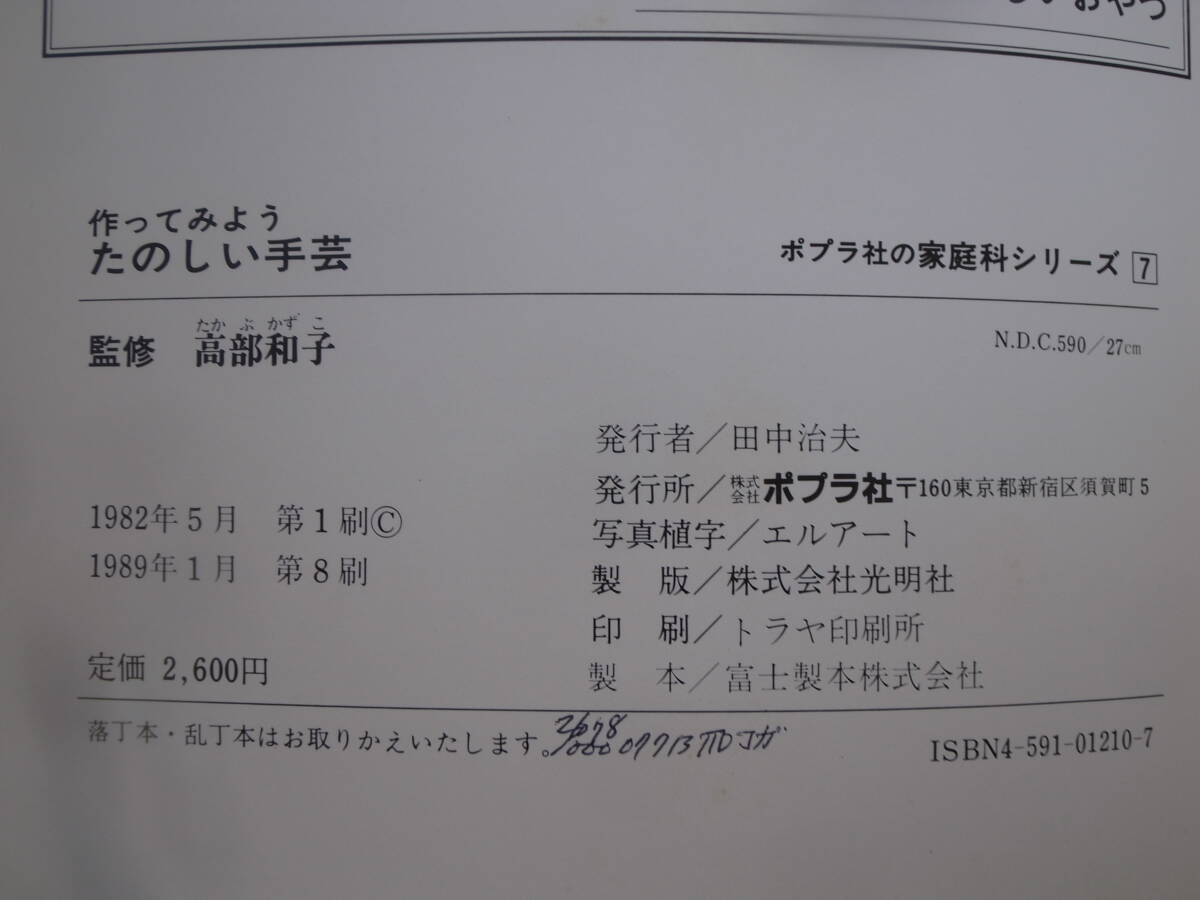 おやつ
作ってみよう
たのしい手芸
ポプラ社の家庭科シリーズ 7
たか ぶ かず こ
監修 高部和子
N.D.C.590/27cm
発行者/田中治夫
発行所/株式会社ポプラ社〒160東京都新宿区須賀町5
写真植字/エルアート
製 版/株式会社光明社
印 刷/トラヤ印刷所
製 本/富士製本株式会社
1982年5月 第1刷©
1989年1月 第8刷
定価 2,600円
落丁本・乱丁本はお取りかえいたします。
ISBN4-591-01210-7